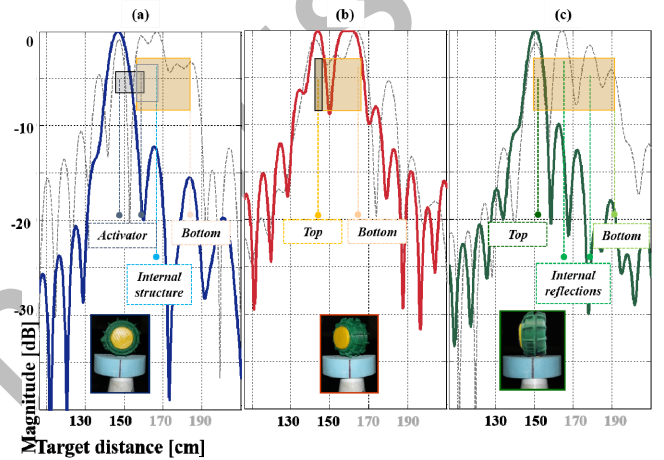 (a)
(b)
(c)
0
-10
-20
-30
Magnitude [dB]
Activator
Bottom
Internal
structure
Top
Bottom
Top
Bottom
Internal
reflections
130 150 170 190
130 150 170 190
130 150 170 190
Target distance [cm]